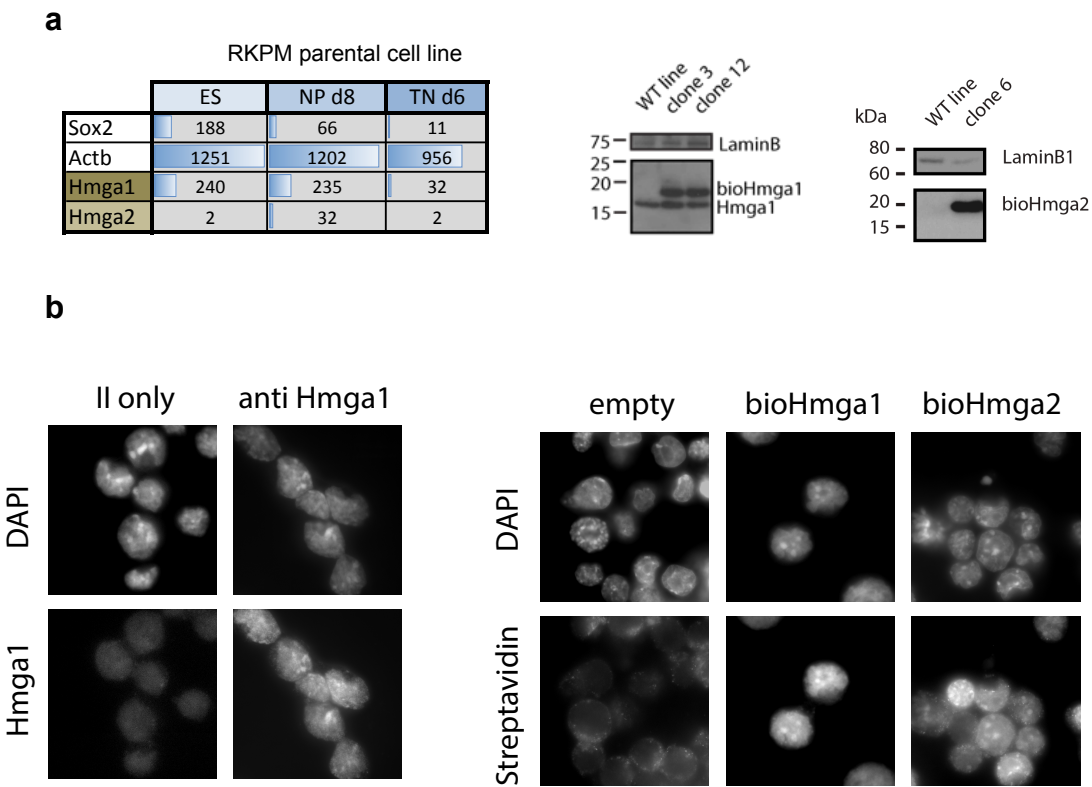 a
RKPM parental cell line
ES NP d8 TN d6
Sox2 188 66 11
Actb 1251 1202 956
Hmga1 240 235 32
Hmga2 2 32 2
WT line clone 3 clone 12
75 LaminB
25
20 bioHmga1
Hmga1
15
kDa WT line clone 6
80 LaminB1
60
20 bioHmga2
15
b
II only anti Hmga1
DAPI
Hmga1
empty bioHmga1 bioHmga2
DAPI
Streptavidin